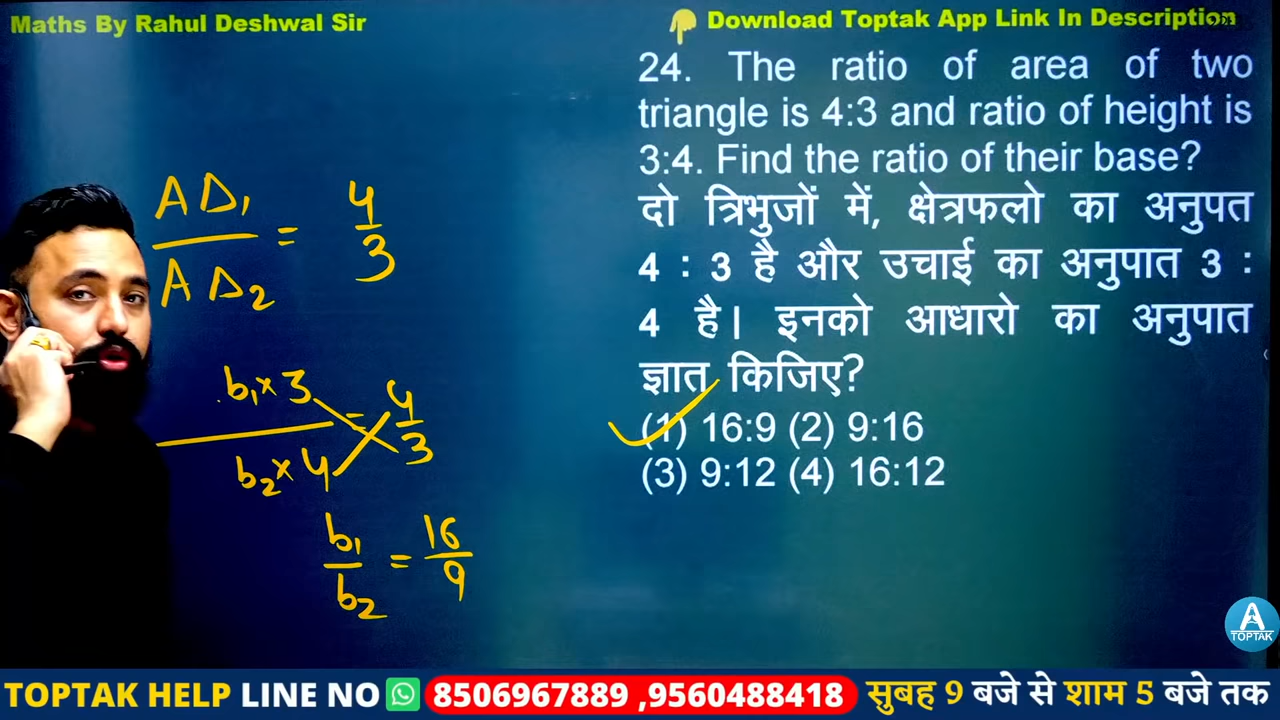 Maths By Rahul Deshwal Sir
Download Toptak App Link In Description
24. The ratio of area of two
triangle is 4:3 and ratio of height is
3:4. Find the ratio of their base?
दो त्रिभुजों में, क्षेत्रफलो का अनुपत
4 : 3 है और उचाई का अनुपात 3 :
4 है। इनको आधारो का अनुपात
ज्ञात किजिए?
(1) 16:9 (2) 9:16
(3) 9:12 (4) 16:12
A Δ1 / A Δ2 = 4/3
b1 × 3 / b2 × 4 = 4/3
b1/b2 = 16/9
A
TOPTAK
TOPTAK HELP LINE NO 8506967889 ,9560488418 सुबह 9 बजे से शाम 5 बजे तक